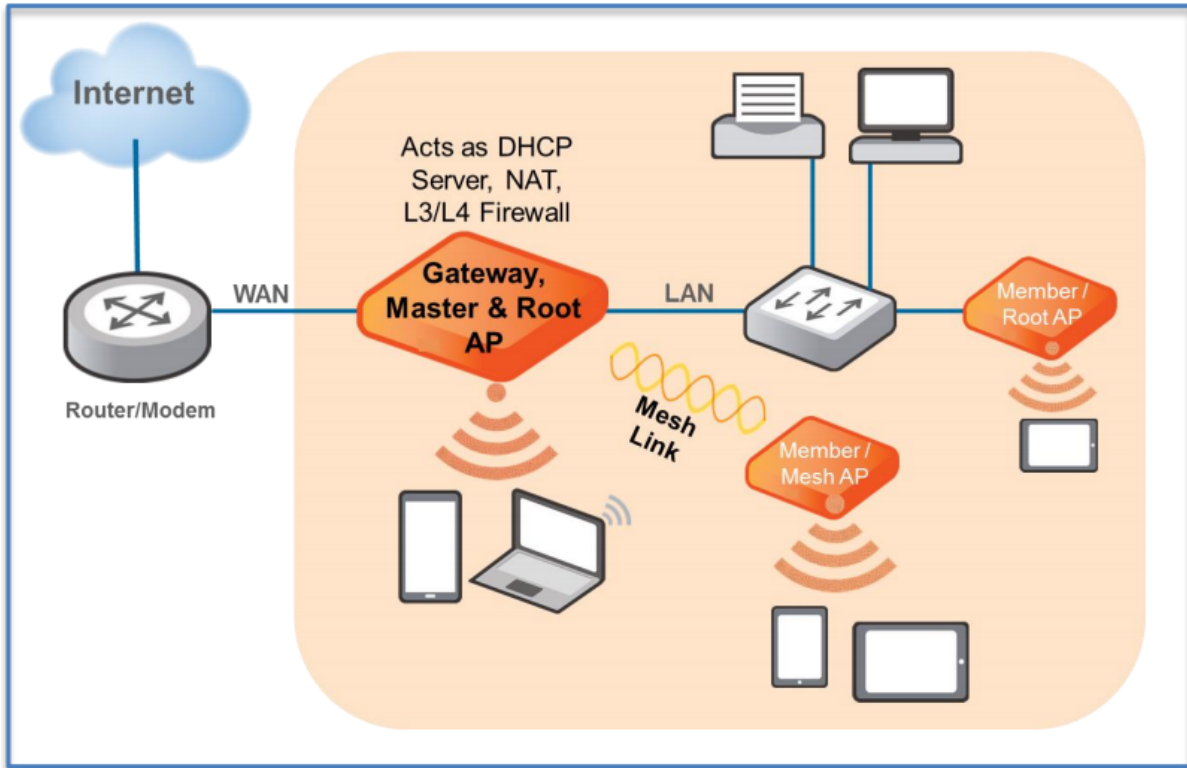 Internet
Acts as DHCP
Server, NAT,
L3/L4 Firewall
Gateway,
Master & Root
AP
WAN
LAN
Member /
Root AP
Router/Modem
Mesh
Link
Member /
Mesh AP